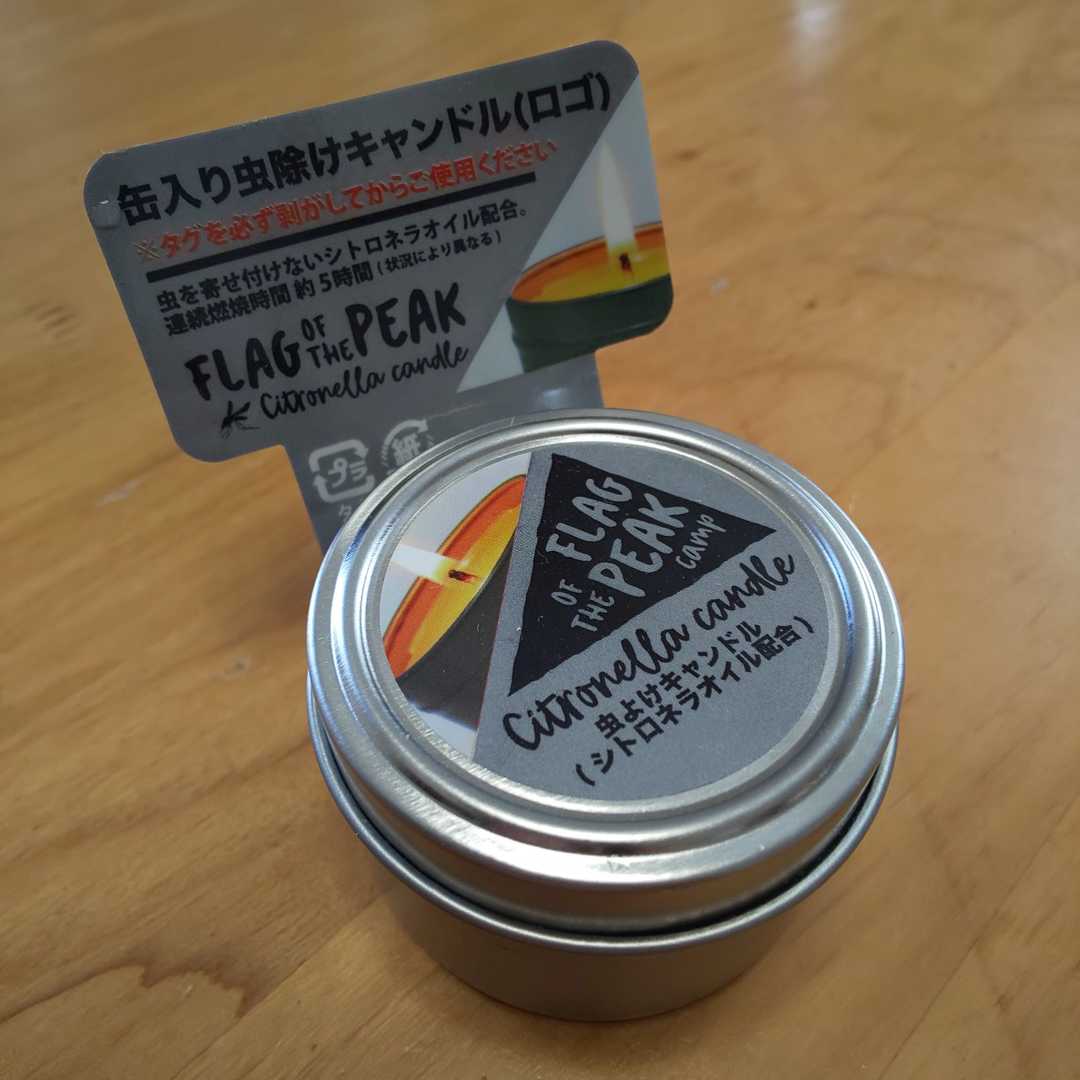 缶入り虫除けキャンドル(ロゴ)
※タグを必ず剥がしてからご使用ください
虫を寄せ付けないシトロネラオイル配合。
連続燃焼時間 約5時間(状況により異なる)
FLAG OF THE PEAK
Citronella candle
プラ
紙
タ
FLAG
OF THE PEAK
camp
Citronella candle
虫よけキャンドル
(シトロネラオイル配合)